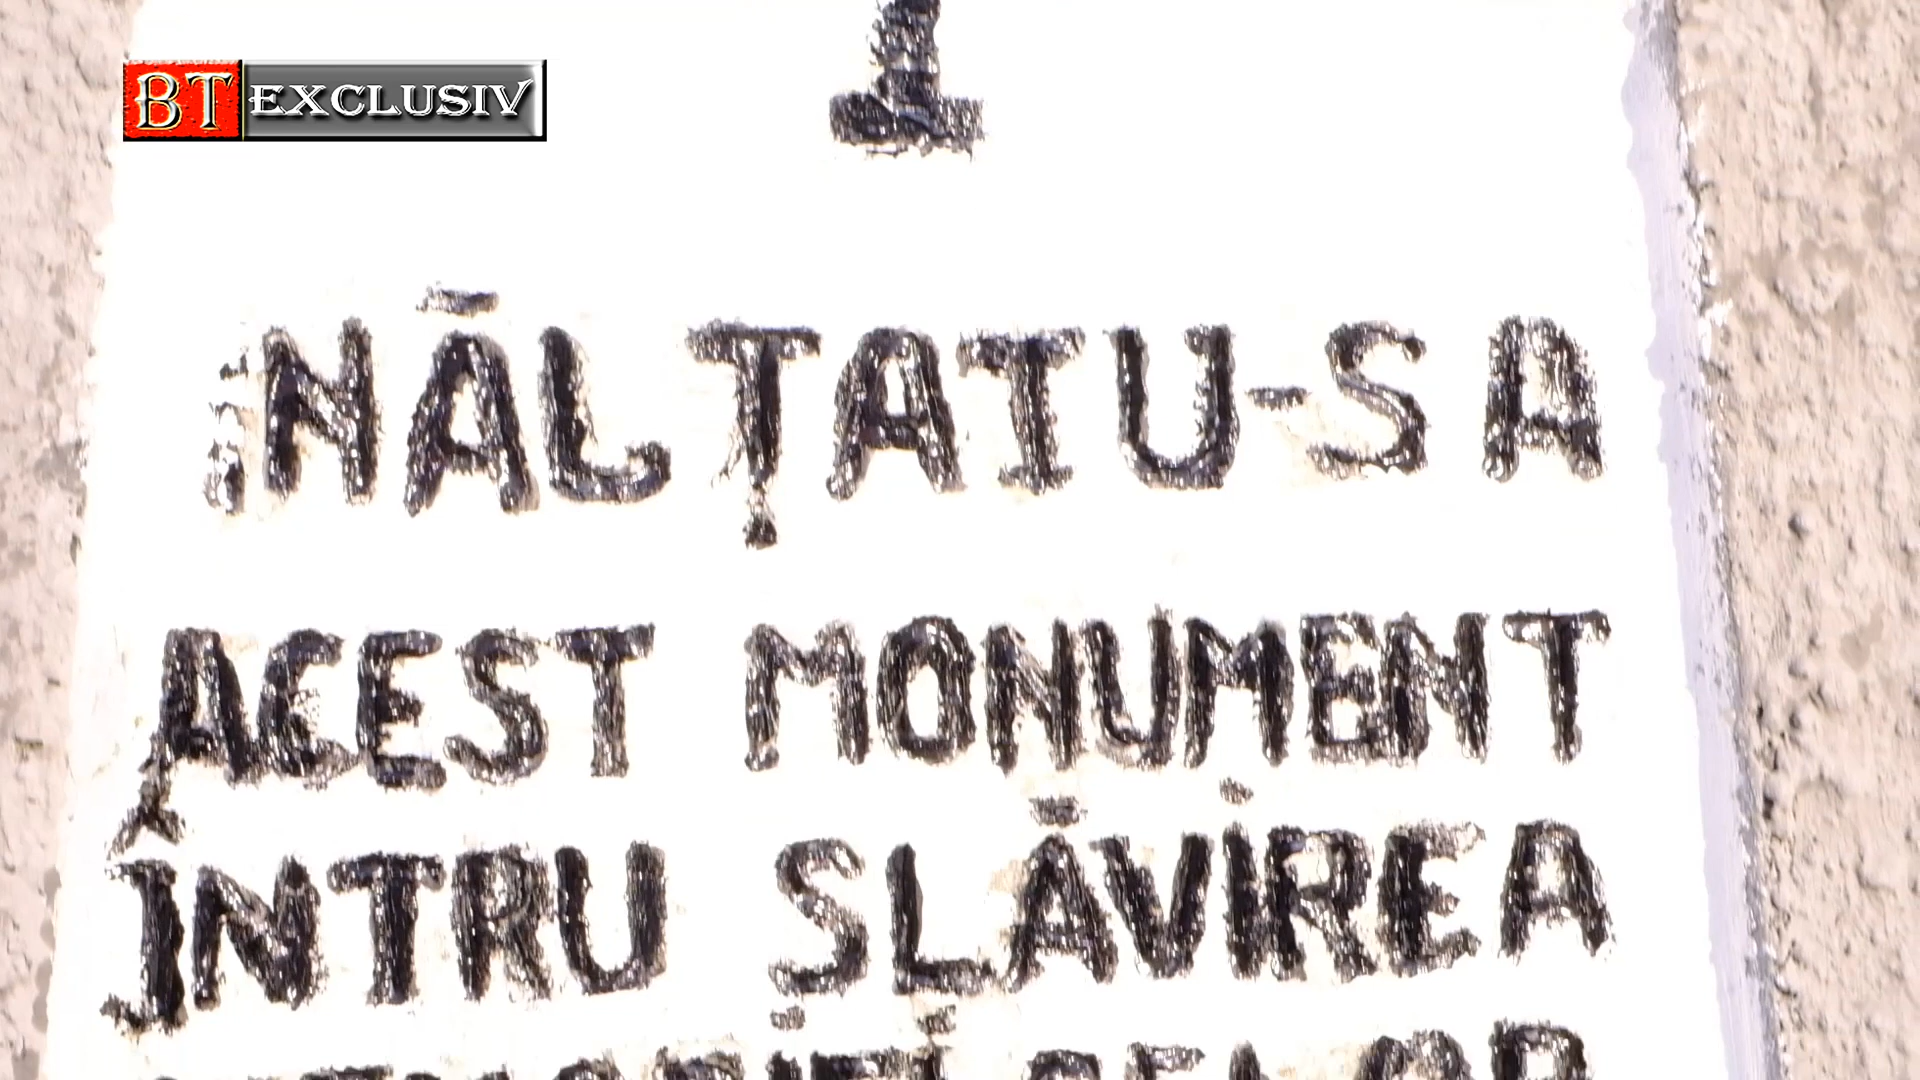 BT EXCLUSIV
ÎNĂLȚATU-S A
ACEST MONUMENT
ÎNTRU SLĂVIREA